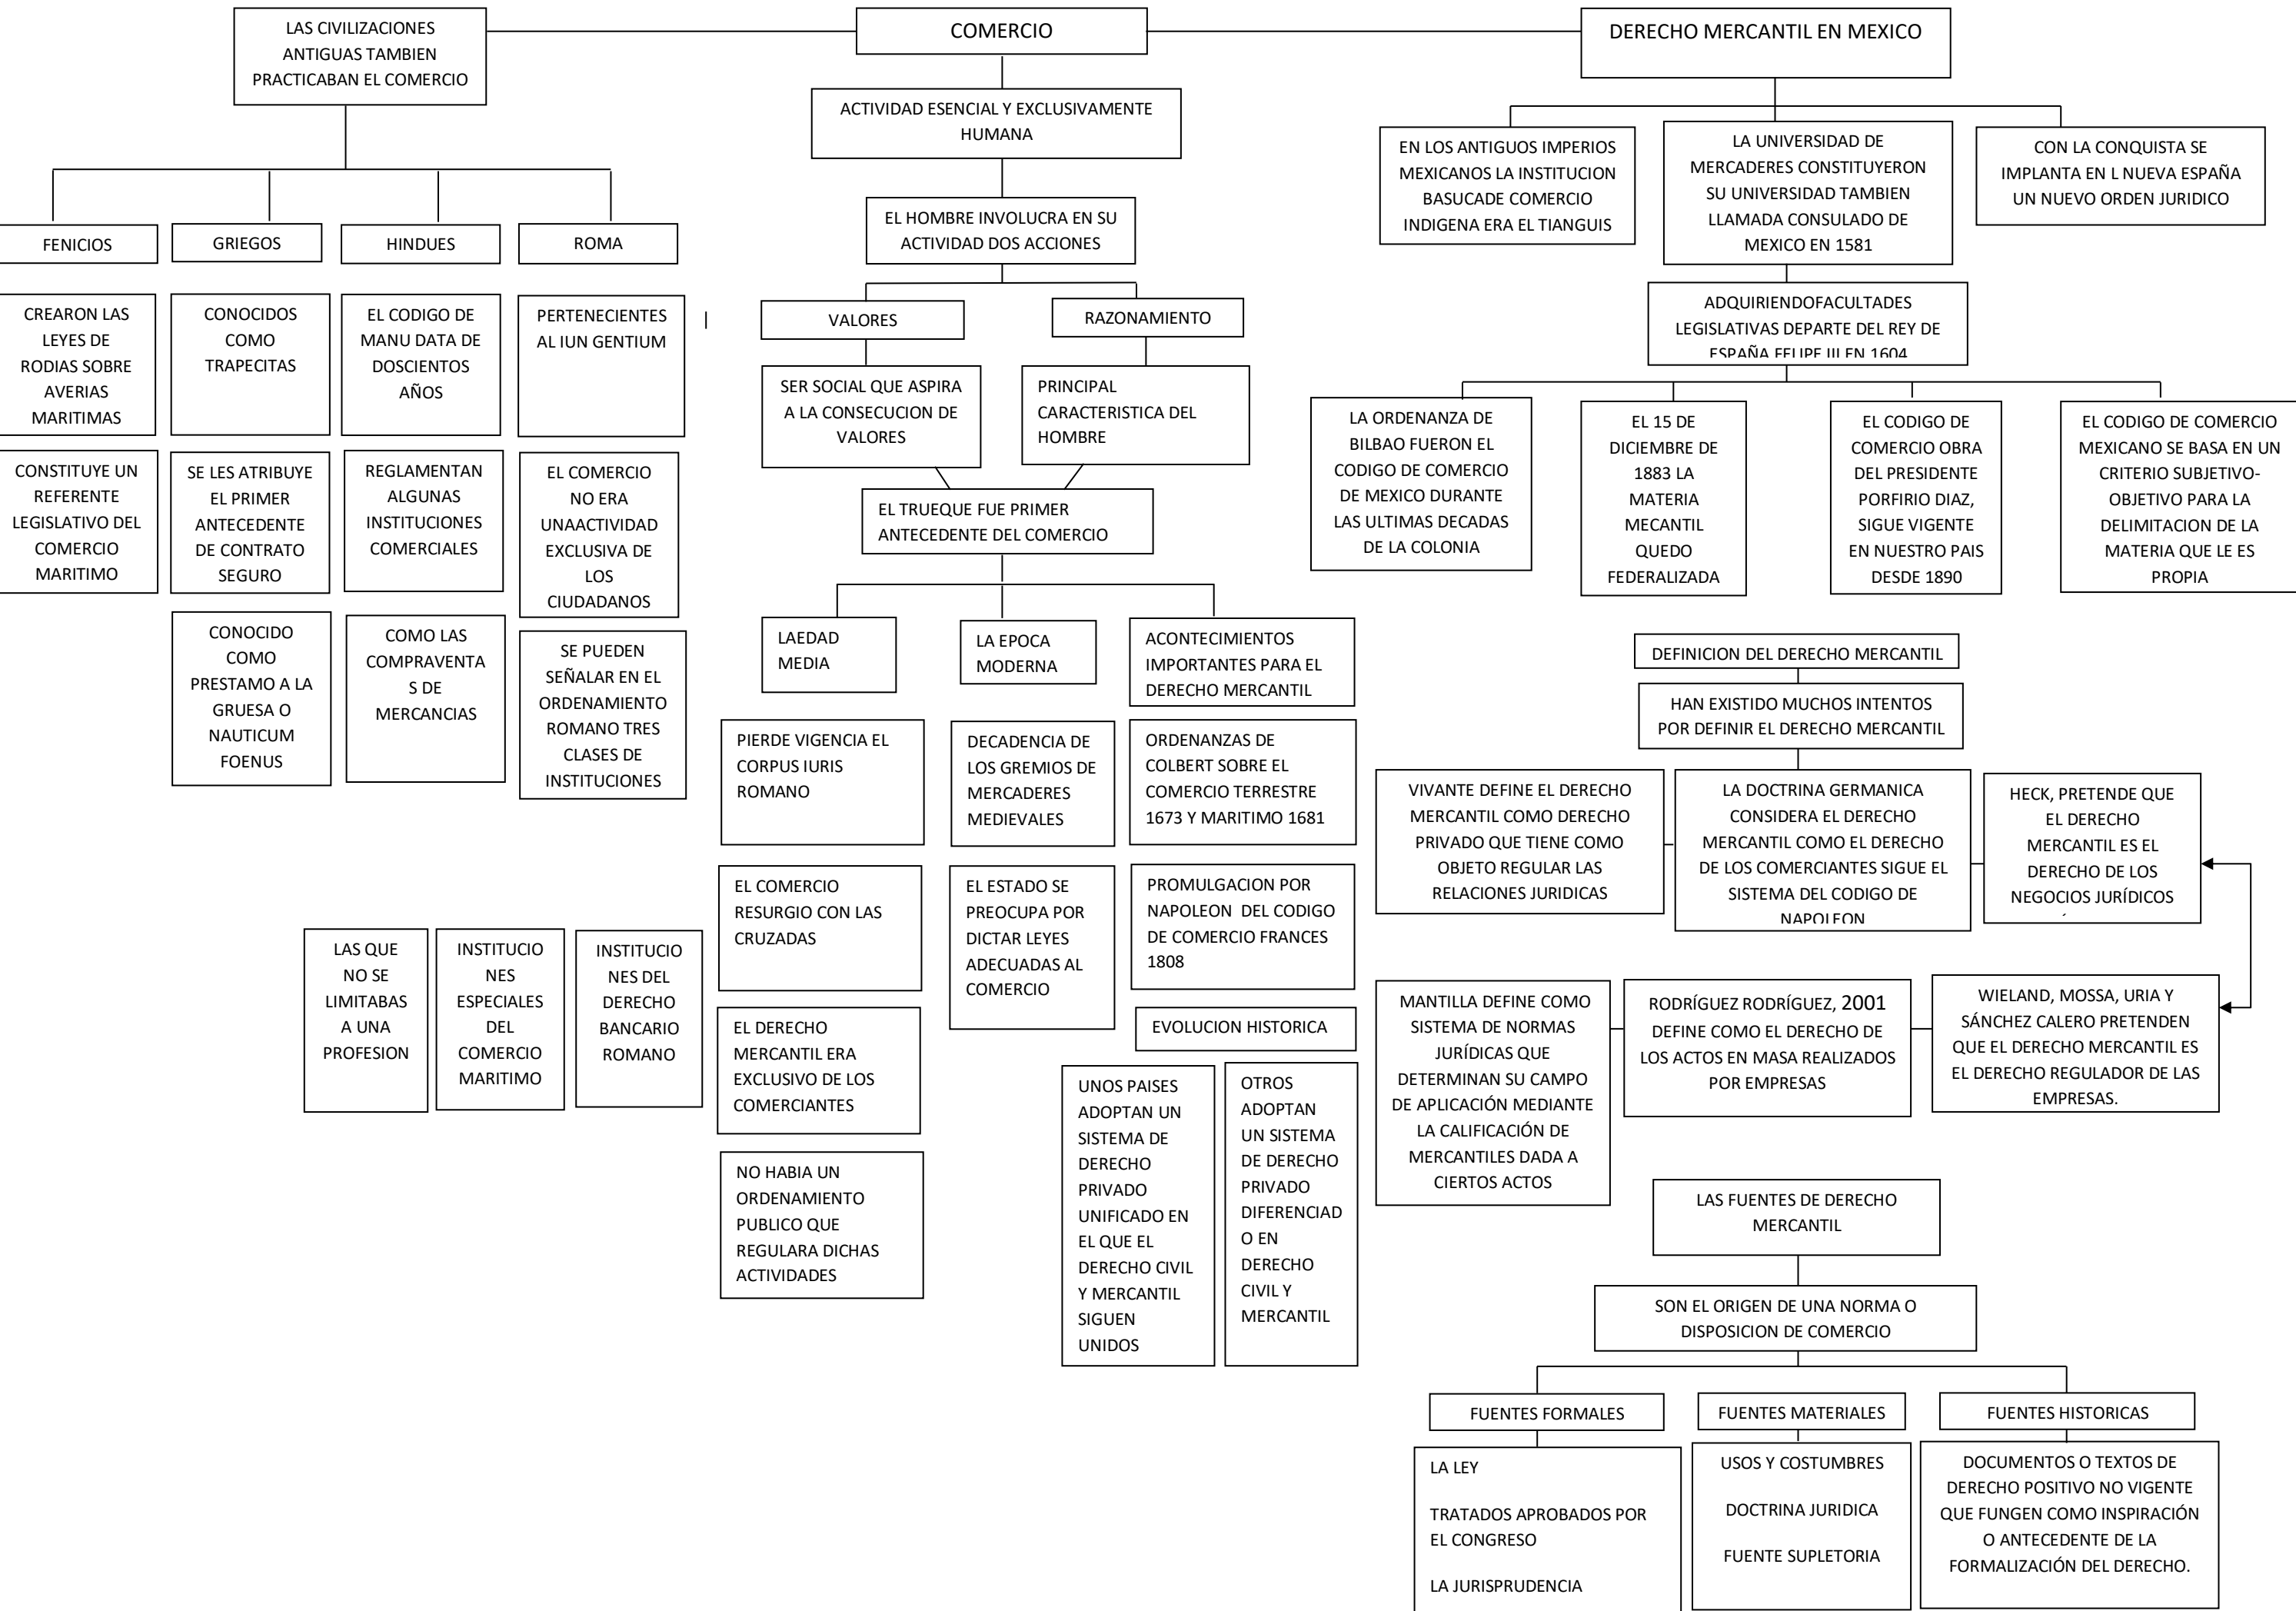 LAS CIVILIZACIONES
ANTIGUAS TAMBIEN
PRACTICABAN EL COMERCIO
COMERCIO
DERECHO MERCANTIL EN MEXICO
FENICIOS
GRIEGOS
HINDUES
ROMA
CREARON LAS
LEYES DE
RODIAS SOBRE
AVERIAS
MARITIMAS
CONSTITUYE UN
REFERENTE
LEGISLATIVO DEL
COMERCIO
MARITIMO
CONOCIDOS
COMO
TRAPECITAS
SE LES ATRIBUYE
EL PRIMER
ANTECEDENTE
DE CONTRATO
SEGURO
CONOCIDO
COMO
PRESTAMO A LA
GRUESA O
NAUTICUM
FOENUS
EL CODIGO DE
MANU DATA DE
DOSCIENTOS
AÑOS
REGLAMENTAN
ALGUNAS
INSTITUCIONES
COMERCIALES
COMO LAS
COMPRAVENTA
S DE
MERCANCIAS
PERTENECIENTES
AL IUN GENTIUM
EL COMERCIO
NO ERA
UNAACTIVIDAD
EXCLUSIVA DE
LOS
CIUDADANOS
SE PUEDEN
SEÑALAR EN EL
ORDENAMIENTO
ROMANO TRES
CLASES DE
INSTITUCIONES
LAS QUE
NO SE
LIMITABAS
A UNA
PROFESION
INSTITUCIO
NES
ESPECIALES
DEL
COMERCIO
MARITIMO
INSTITUCIO
NES DEL
DERECHO
BANCARIO
ROMANO
ACTIVIDAD ESENCIAL Y EXCLUSIVAMENTE
HUMANA
EL HOMBRE INVOLUCRA EN SU
ACTIVIDAD DOS ACCIONES
VALORES
RAZONAMIENTO
SER SOCIAL QUE ASPIRA
A LA CONSECUCION DE
VALORES
PRINCIPAL
CARACTERISTICA DEL
HOMBRE
EL TRUEQUE FUE PRIMER
ANTECEDENTE DEL COMERCIO
LAEDAD
MEDIA
LA EPOCA
MODERNA
ACONTECIMIENTOS
IMPORTANTES PARA EL
DERECHO MERCANTIL
PIERDE VIGENCIA EL
CORPUS IURIS
ROMANO
EL COMERCIO
RESURGIO CON LAS
CRUZADAS
EL DERECHO
MERCANTIL ERA
EXCLUSIVO DE LOS
COMERCIANTES
NO HABIA UN
ORDENAMIENTO
PUBLICO QUE
REGULARA DICHAS
ACTIVIDADES
DECADENCIA DE
LOS GREMIOS DE
MERCADERES
MEDIEVALES
EL ESTADO SE
PREOCUPA POR
DICTAR LEYES
ADECUADAS AL
COMERCIO
ORDENANZAS DE
COLBERT SOBRE EL
COMERCIO TERRESTRE
1673 Y MARITIMO 1681
PROMULGACION POR
NAPOLEON DEL CODIGO
DE COMERCIO FRANCES
1808
EVOLUCION HISTORICA
UNOS PAISES
ADOPTAN UN
SISTEMA DE
DERECHO
PRIVADO
UNIFICADO EN
EL QUE EL
DERECHO CIVIL
Y MERCANTIL
SIGUEN
UNIDOS
OTROS
ADOPTAN
UN SISTEMA
DE DERECHO
PRIVADO
DIFERENCIAD
O EN
DERECHO
CIVIL Y
MERCANTIL
EN LOS ANTIGUOS IMPERIOS
MEXICANOS LA INSTITUCION
BASUCADE COMERCIO
INDIGENA ERA EL TIANGUIS
LA UNIVERSIDAD DE
MERCADERES CONSTITUYERON
SU UNIVERSIDAD TAMBIEN
LLAMADA CONSULADO DE
MEXICO EN 1581
CON LA CONQUISTA SE
IMPLANTA EN L NUEVA ESPAÑA
UN NUEVO ORDEN JURIDICO
ADQUIRIENDOFACULTADES
LEGISLATIVAS DEPARTE DEL REY DE
ESPAÑA FELIPE III EN 1604
LA ORDENANZA DE
BILBAO FUERON EL
CODIGO DE COMERCIO
DE MEXICO DURANTE
LAS ULTIMAS DECADAS
DE LA COLONIA
EL 15 DE
DICIEMBRE DE
1883 LA
MATERIA
MECANTIL
QUEDO
FEDERALIZADA
EL CODIGO DE
COMERCIO OBRA
DEL PRESIDENTE
PORFIRIO DIAZ,
SIGUE VIGENTE
EN NUESTRO PAIS
DESDE 1890
EL CODIGO DE COMERCIO
MEXICANO SE BASA EN UN
CRITERIO SUBJETIVO-
OBJETIVO PARA LA
DELIMITACION DE LA
MATERIA QUE LE ES
PROPIA
DEFINICION DEL DERECHO MERCANTIL
HAN EXISTIDO MUCHOS INTENTOS
POR DEFINIR EL DERECHO MERCANTIL
VIVANTE DEFINE EL DERECHO
MERCANTIL COMO DERECHO
PRIVADO QUE TIENE COMO
OBJETO REGULAR LAS
RELACIONES JURIDICAS
LA DOCTRINA GERMANICA
CONSIDERA EL DERECHO
MERCANTIL COMO EL DERECHO
DE LOS COMERCIANTES SIGUE EL
SISTEMA DEL CODIGO DE
NAPOLEON
HECK, PRETENDE QUE
EL DERECHO
MERCANTIL ES EL
DERECHO DE LOS
NEGOCIOS JURÍDICOS
MANTILLA DEFINE COMO
SISTEMA DE NORMAS
JURÍDICAS QUE
DETERMINAN SU CAMPO
DE APLICACIÓN MEDIANTE
LA CALIFICACIÓN DE
MERCANTILES DADA A
CIERTOS ACTOS
RODRÍGUEZ RODRÍGUEZ, 2001
DEFINE COMO EL DERECHO DE
LOS ACTOS EN MASA REALIZADOS
POR EMPRESAS
WIELAND, MOSSA, URIA Y
SÁNCHEZ CALERO PRETENDEN
QUE EL DERECHO MERCANTIL ES
EL DERECHO REGULADOR DE LAS
EMPRESAS.
LAS FUENTES DE DERECHO
MERCANTIL
SON EL ORIGEN DE UNA NORMA O
DISPOSICION DE COMERCIO
FUENTES FORMALES
FUENTES MATERIALES
FUENTES HISTORICAS
LA LEY
TRATADOS APROBADOS POR
EL CONGRESO
LA JURISPRUDENCIA
USOS Y COSTUMBRES
DOCTRINA JURIDICA
FUENTE SUPLETORIA
DOCUMENTOS O TEXTOS DE
DERECHO POSITIVO NO VIGENTE
QUE FUNGEN COMO INSPIRACIÓN
O ANTECEDENTE DE LA
FORMALIZACIÓN DEL DERECHO.